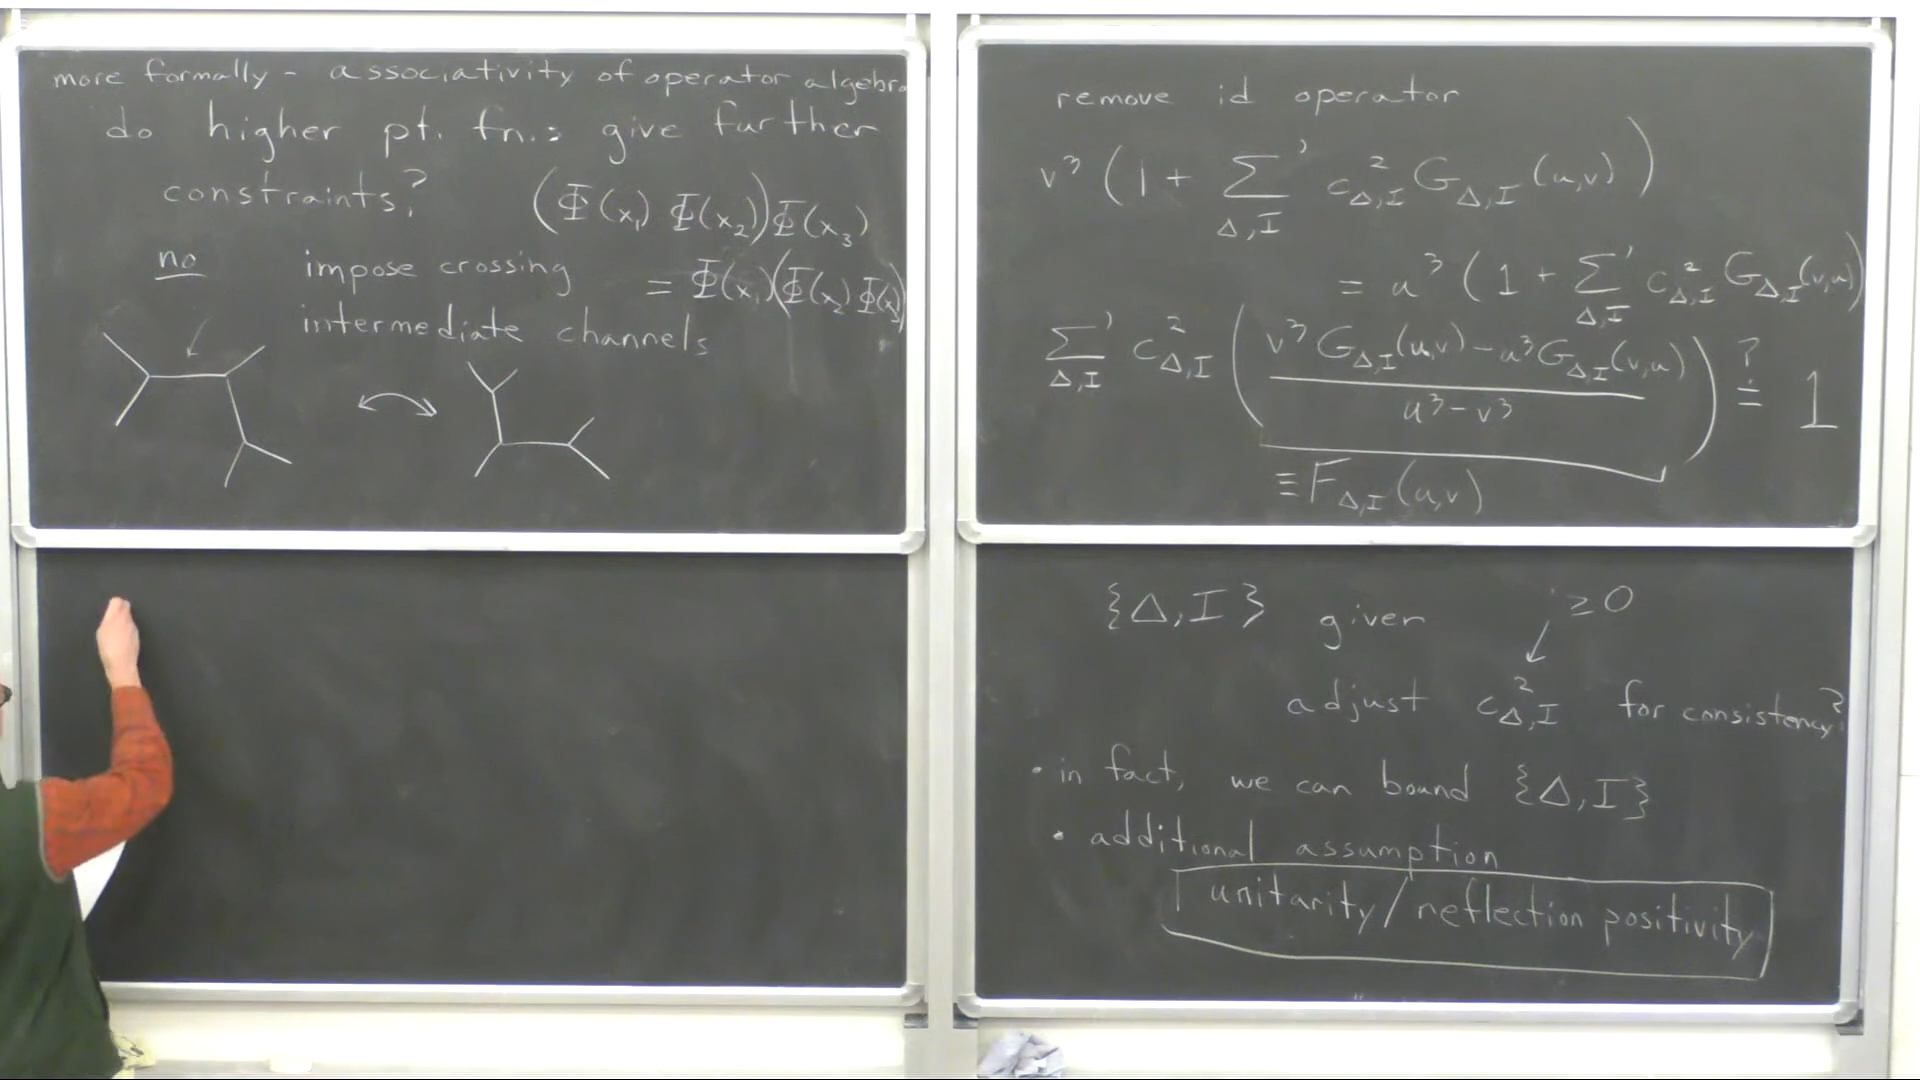 more formally - associativity of operator algebra
do higher pt. fn.s give further
constraints?
(Φ(x₁) Φ(x₂))Φ(x₃)
= Φ(x₁)(Φ(x₂) Φ(x₃))
no
impose crossing
intermediate channels
remove id operator
v³ (1 + Σ'_{Δ,I} c²_{Δ,I} G_{Δ,I} (u,v))
= u³ (1 + Σ'_{Δ,I} c²_{Δ,I} G_{Δ,I}(v,u))
Σ'_{Δ,I} c²_{Δ,I} ( (v³ G_{Δ,I}(u,v) - u³ G_{Δ,I}(v,u)) / (u³ - v³) ) ≟ 1
≡ F_{Δ,I} (u,v)
{Δ, I} given
≥ 0
adjust c²_{Δ,I} for consistency?
• in fact, we can bound {Δ, I}
• additional assumption
unitarity / reflection positivity